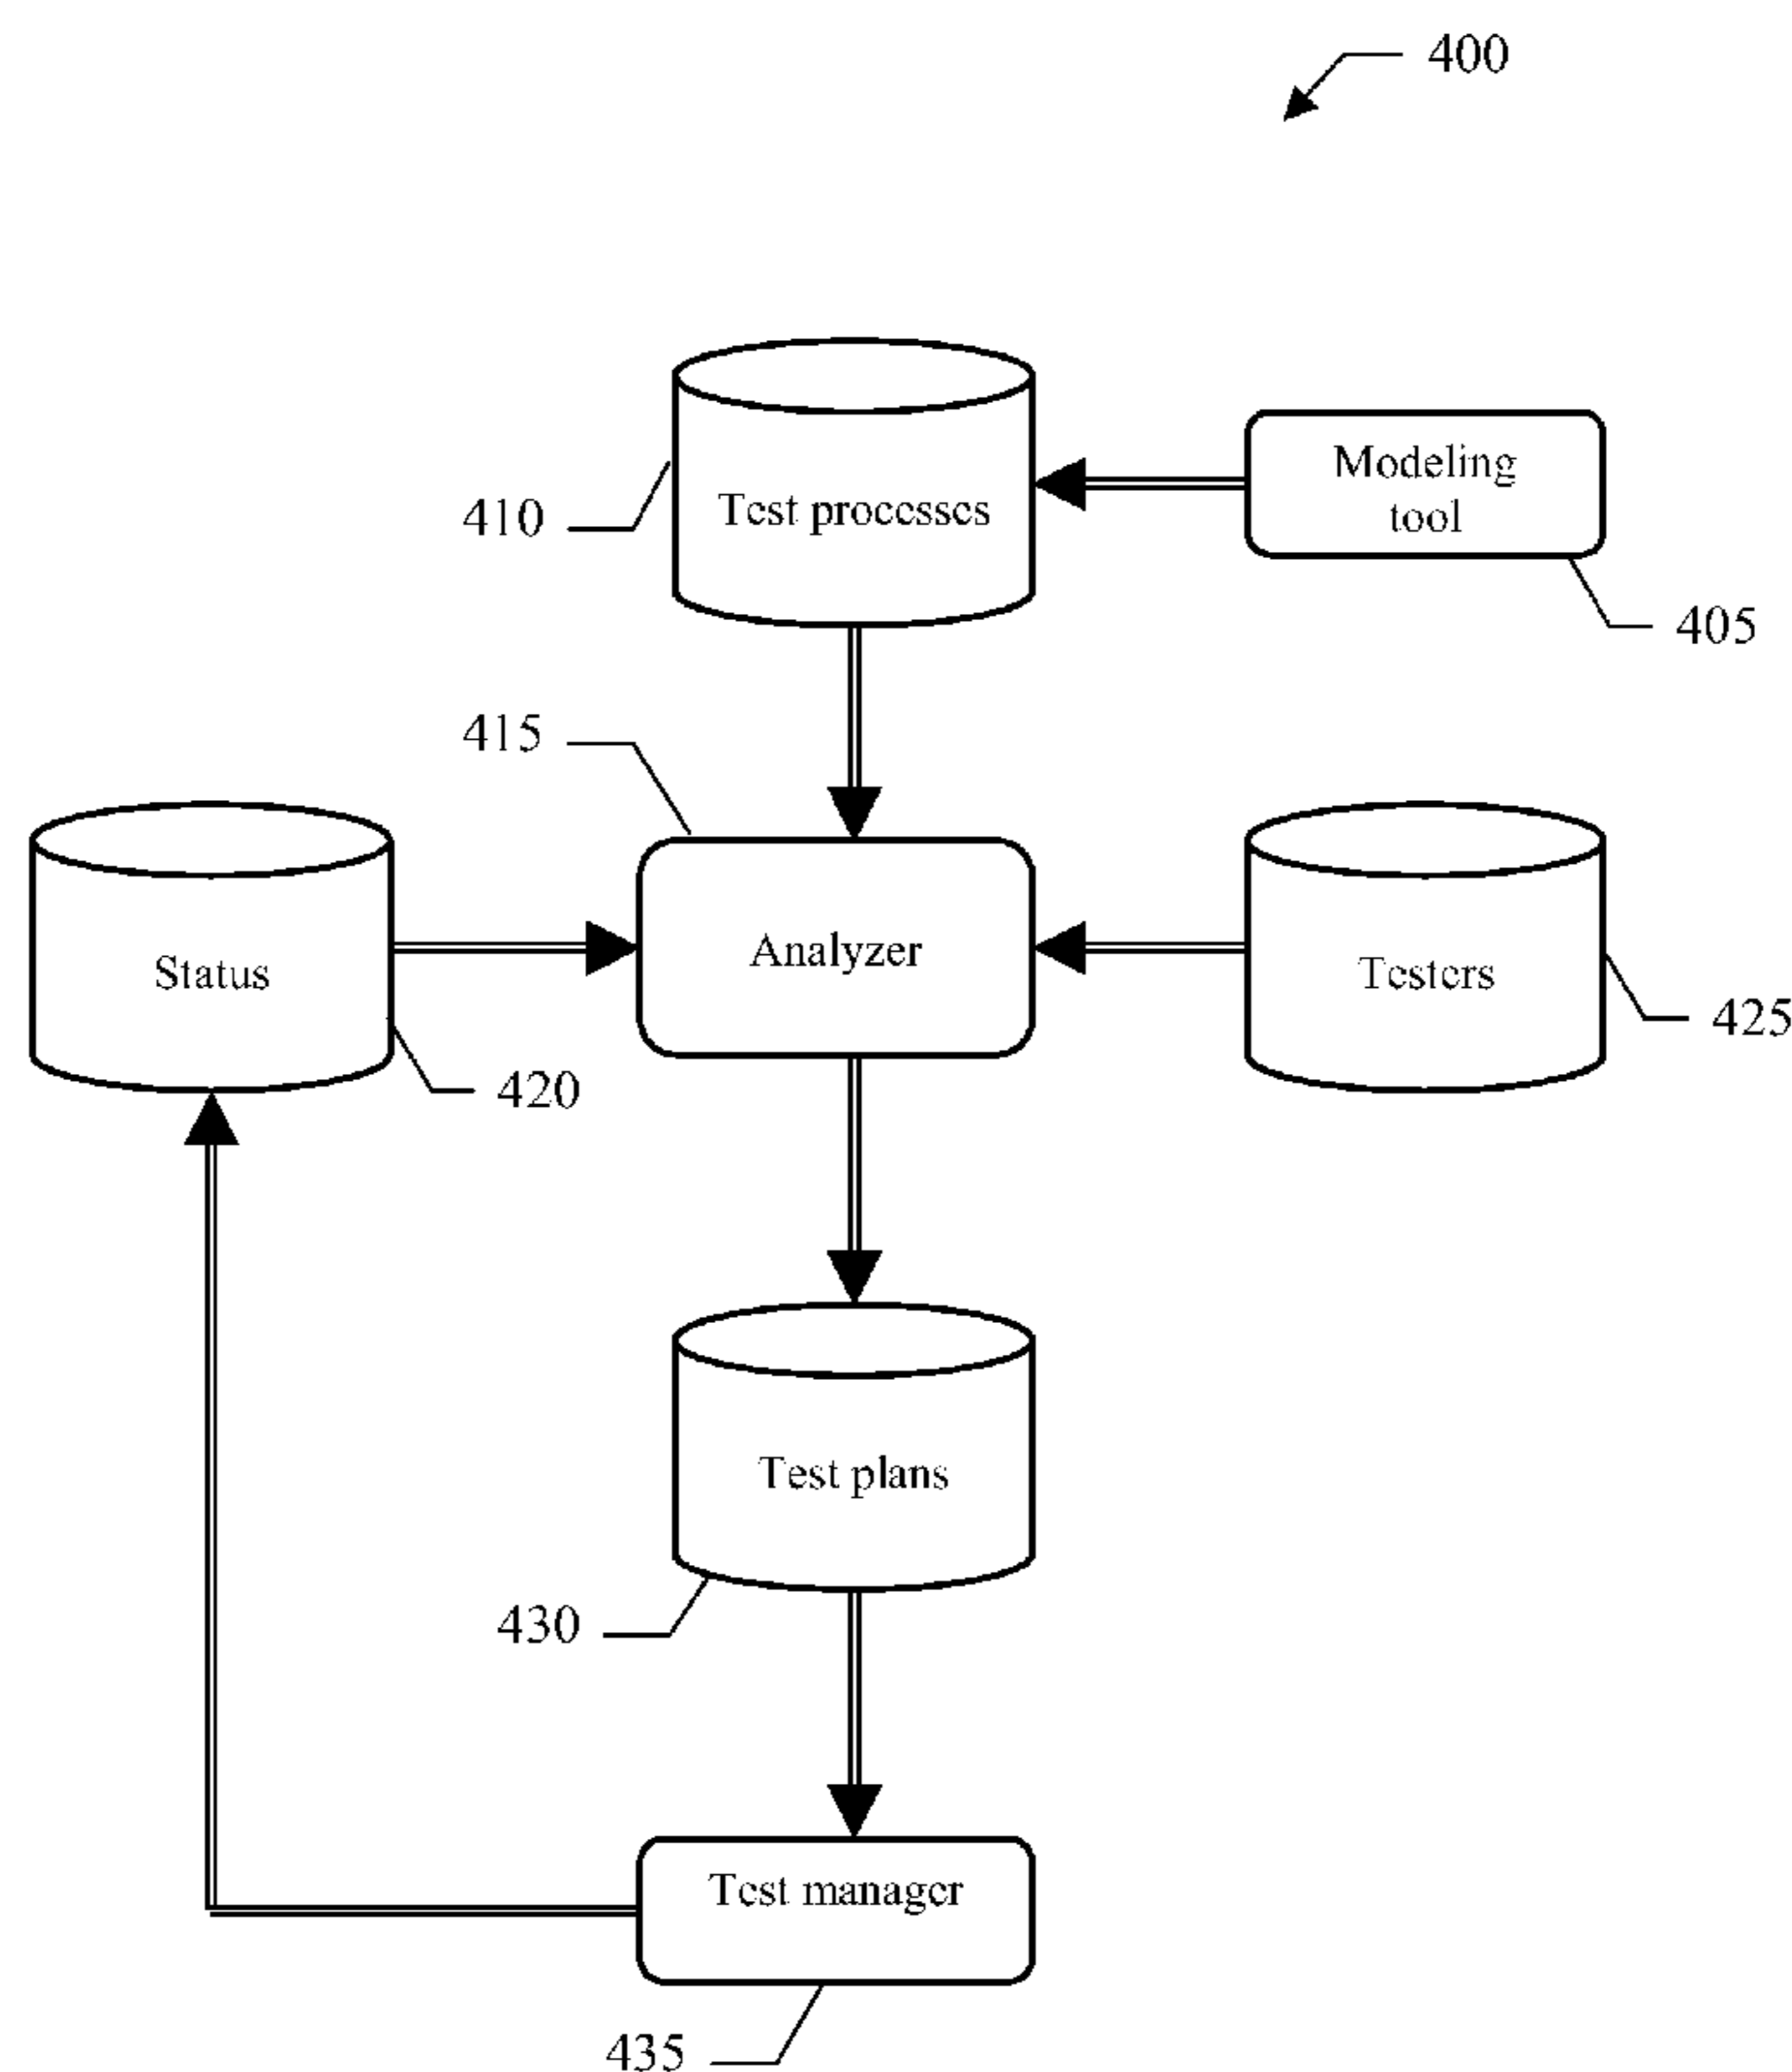 400
Test processes
Modeling
tool
410
405
415
Status
Analyzer
Testers
425
420
Test plans
430
Test manager
435